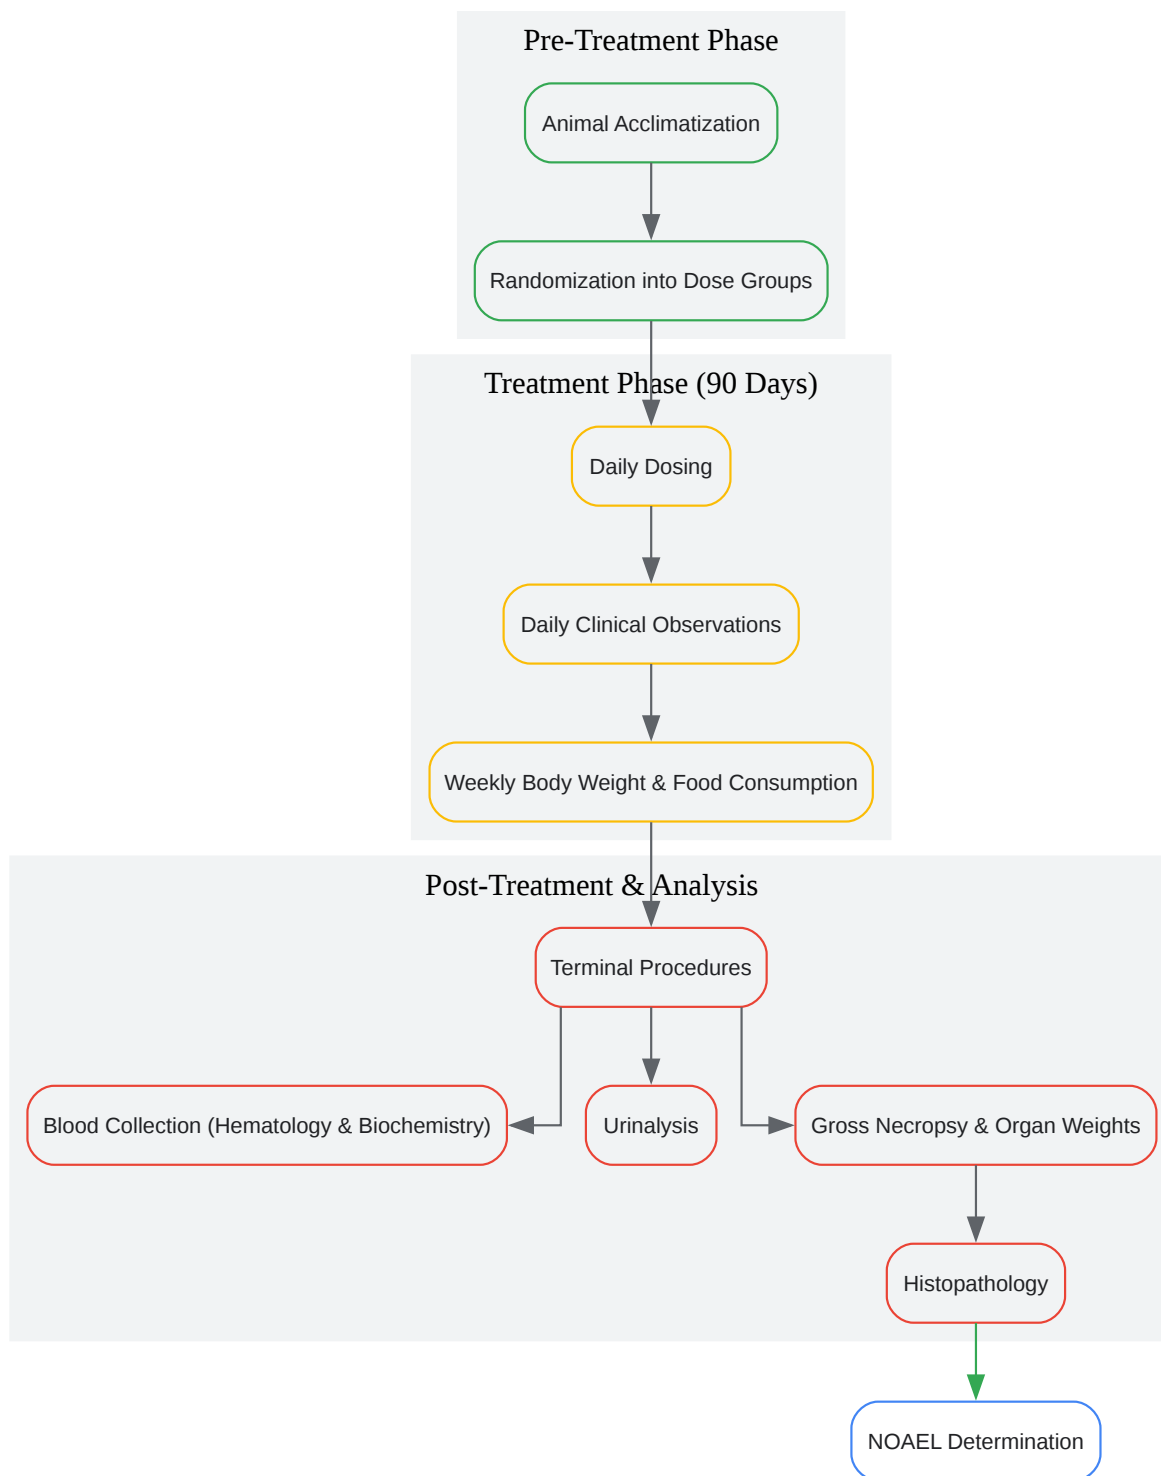 Pre-Treatment Phase
Animal Acclimatization
Randomization into Dose Groups
Treatment Phase (90 Days)
Daily Dosing
Daily Clinical Observations
Weekly Body Weight & Food Consumption
Post-Treatment & Analysis
Terminal Procedures
Blood Collection (Hematology & Biochemistry)
Urinalysis
Gross Necropsy & Organ Weights
Histopathology
NOAEL Determination